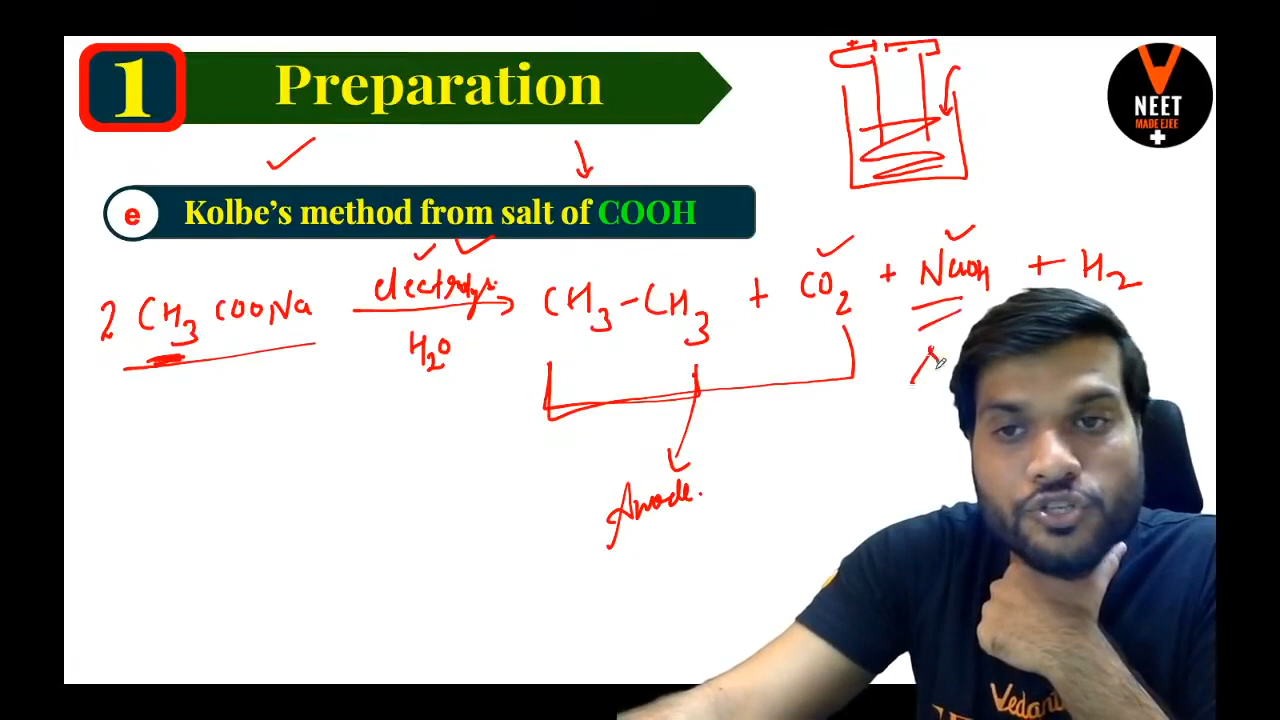 1 Preparation
NEET
MADE EJEE
e Kolbe's method from salt of COOH
2 CH3 COONa electrolysis H2O CH3-CH3 + CO2 + NaOH + H2
Anode.
Vedant